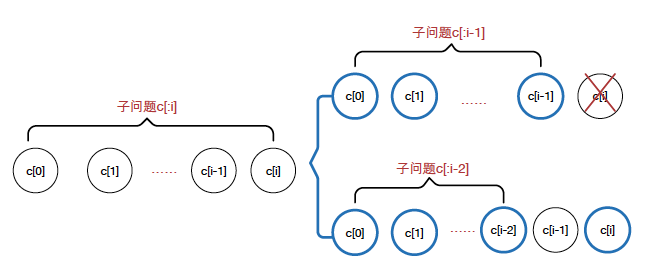 子问题c[:i-1]
c[0] c[1] ...... c[i-1] c[i]
子问题c[:i]
c[0] c[1] ...... c[i-1] c[i]
子问题c[:i-2]
c[0] c[1] ...... c[i-2] c[i-1] c[i]